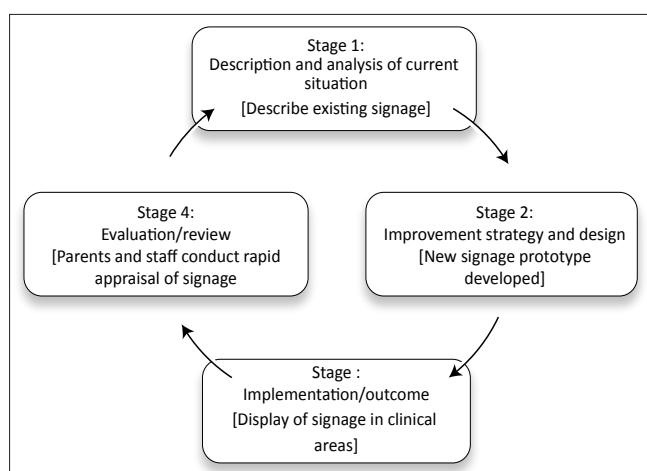 Stage 1:
Description and analysis of current
situation
[Describe existing signage]
Stage 2:
Improvement strategy and design
[New signage prototype
developed]
Stage :
Implementation/outcome
[Display of signage in clinical
areas]
Stage 4:
Evaluation/review
[Parents and staff conduct rapid
appraisal of signage